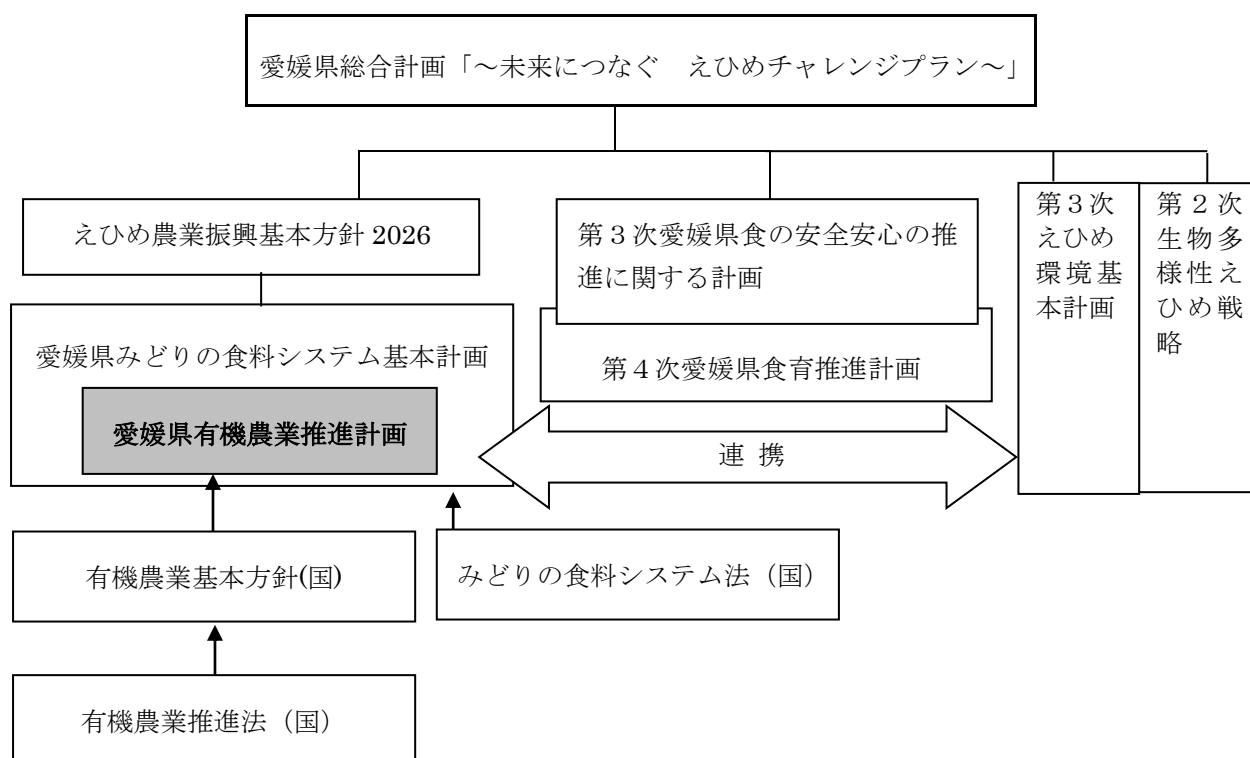 愛媛県総合計画「～未来につなぐ　えひめチャレンジプラン～」
えひめ農業振興基本方針 2026
第３次愛媛県食の安全安心の推
進に関する計画
第３次
えひめ
環境基
本計画
第２次
生物多
様性え
ひめ戦
略
愛媛県みどりの食料システム基本計画
第４次愛媛県食育推進計画
愛媛県有機農業推進計画
連 携
有機農業基本方針(国)
みどりの食料システム法（国）
有機農業推進法（国）